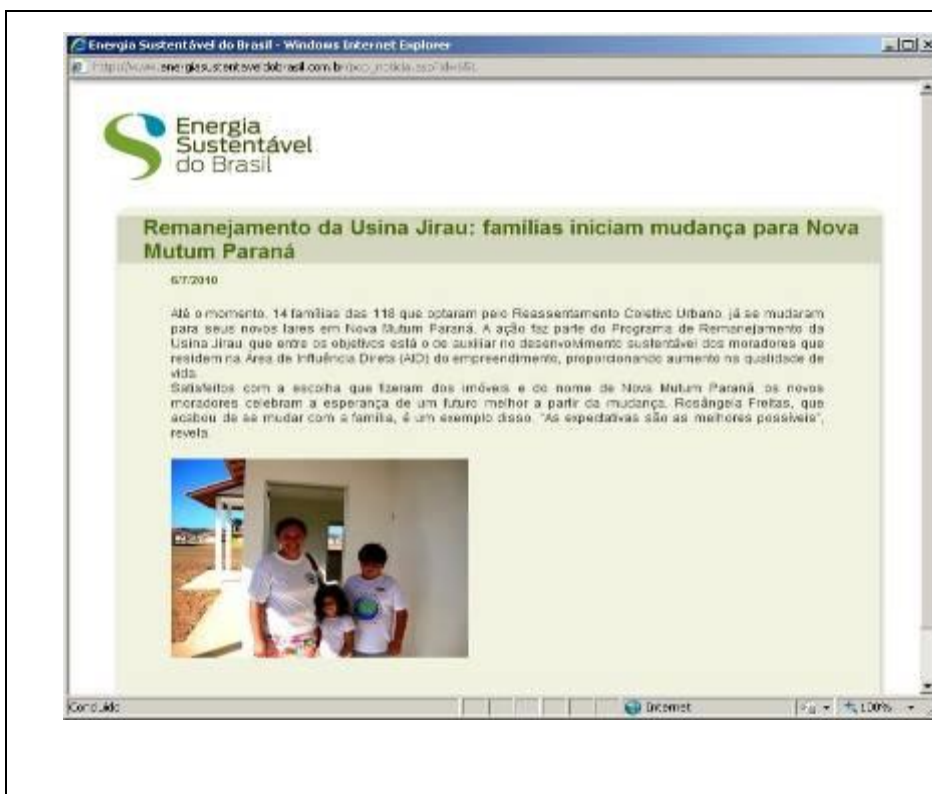 Energia Sustentável do Brasil - Windows Internet Explorer
Energia
Sustentável
do Brasil
Remanejamento da Usina Jirau: famílias iniciam mudança para Nova
Mutum Paraná
6/7/2010
Até o momento, 14 famílias das 118 que optaram pelo Reassentamento Coletivo Urbano, já se mudaram
para seus novos lares em Nova Mutum Paraná. A ação faz parte do Programa de Remanejamento da
Usina Jirau que entre os objetivos está o de auxiliar no desenvolvimento sustentável dos moradores que
residem na Área de Influência Direta (AID) do empreendimento, proporcionando aumento na qualidade de
vida.
Satisfeitos com a escolha que fizeram dos imóveis e do nome de Nova Mutum Paraná, os novos
moradores celebram a esperança de um futuro melhor a partir da mudança. Rosângela Freitas, que
acabou de se mudar com a família, é um exemplo disso. "As expectativas são as melhores possíveis",
revela.
Concluído
Internet
100%